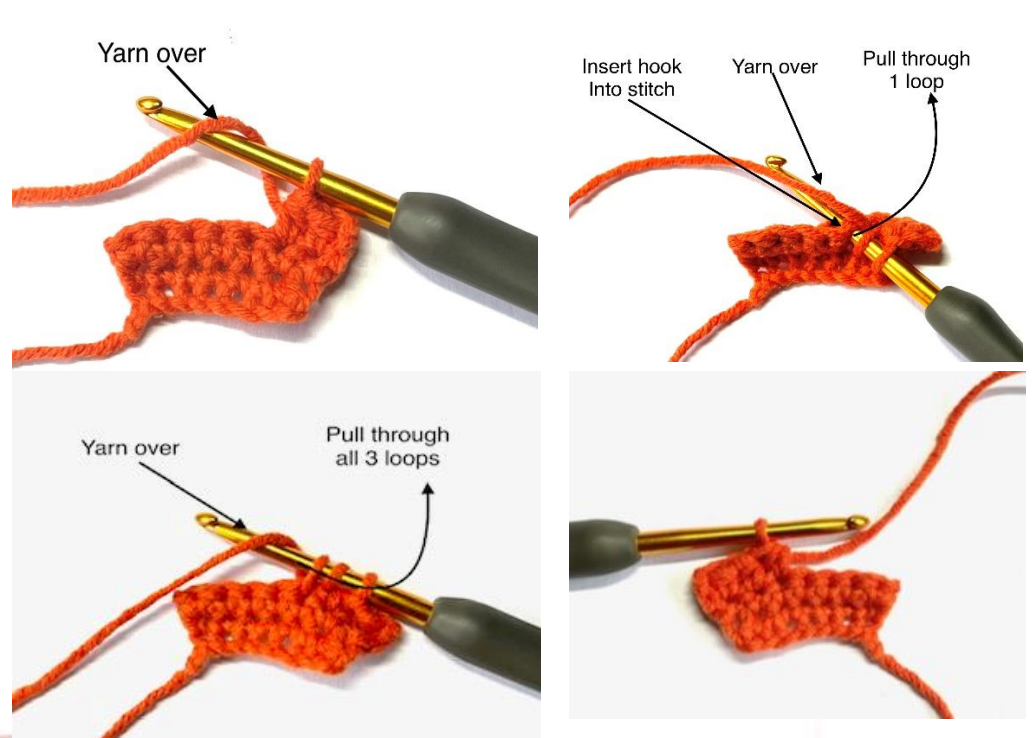 Yarn over
Insert hook
Into stitch
Yarn over
Pull through
1 loop
Yarn over
Pull through
all 3 loops